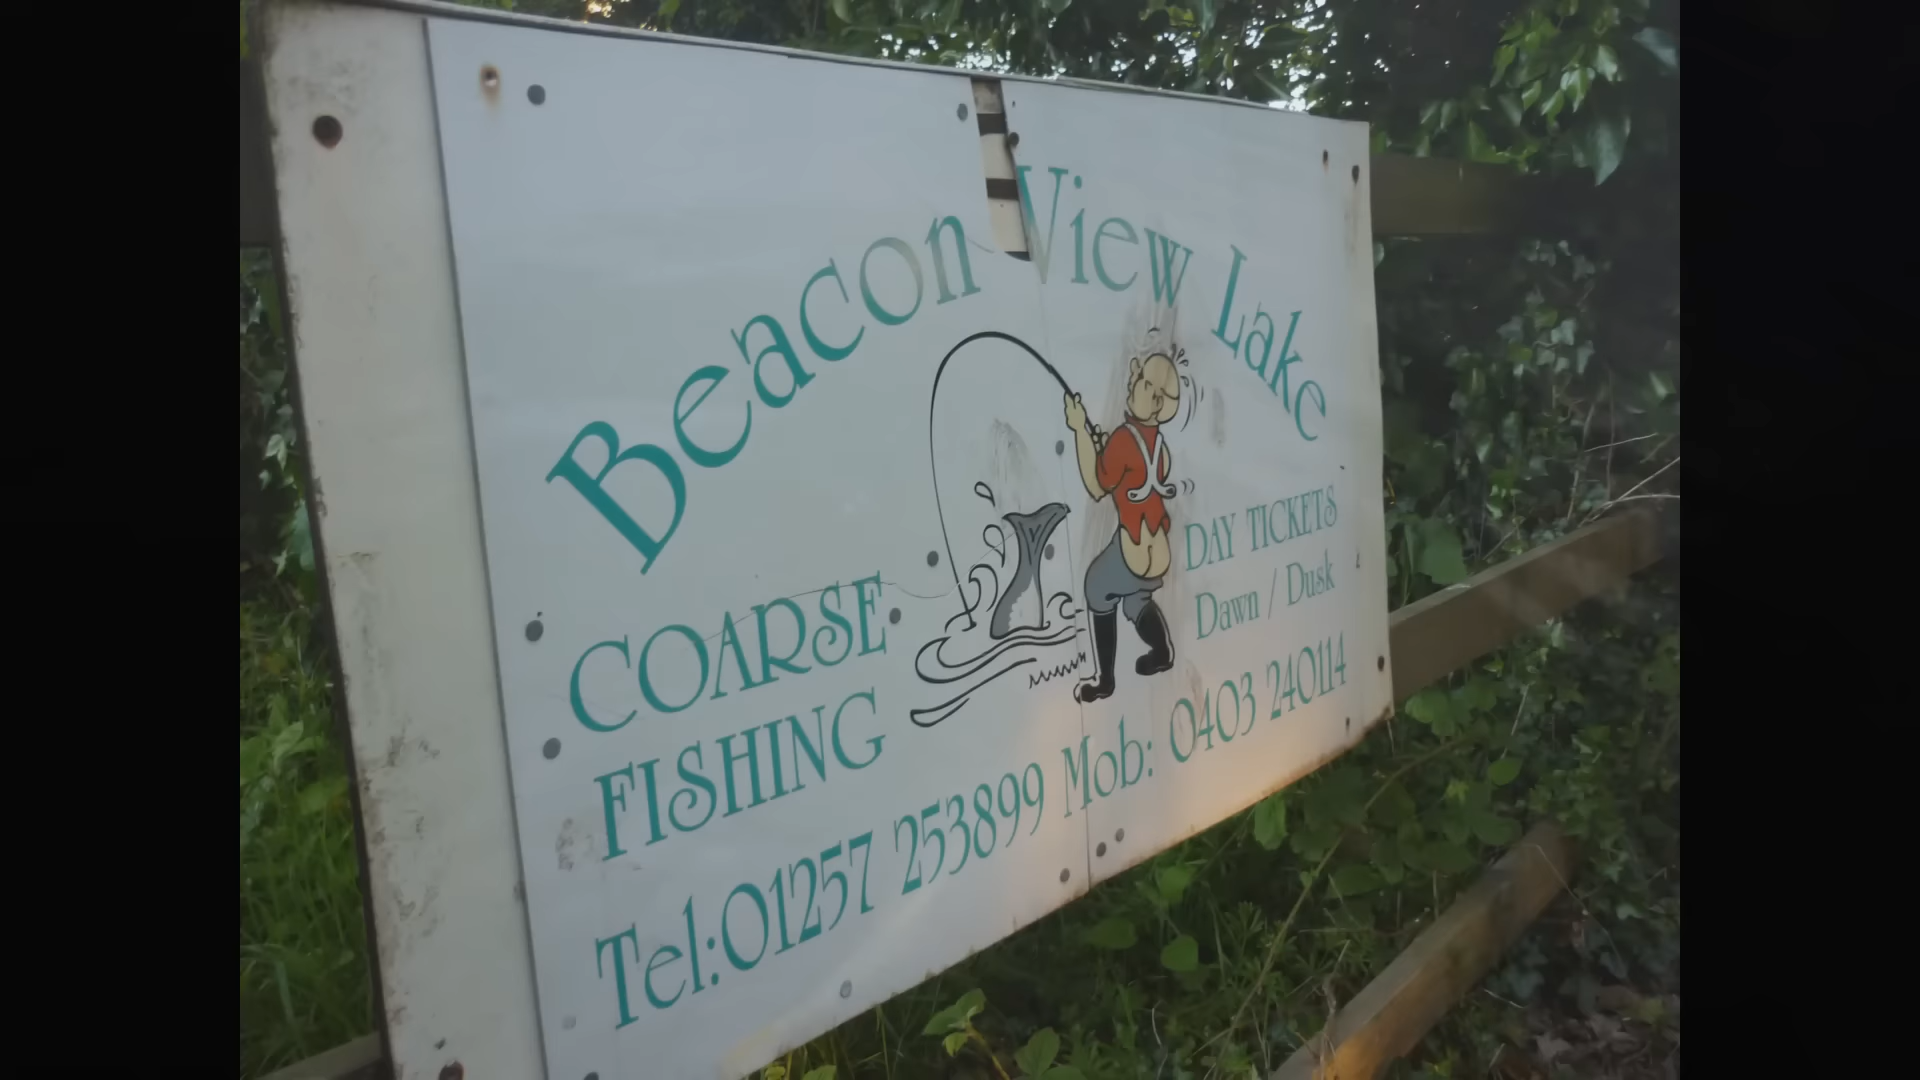 Beacon View Lake
COARSE
FISHING
DAY TICKETS
Dawn / Dusk
Tel:01257 253899 Mob: 0403 240114